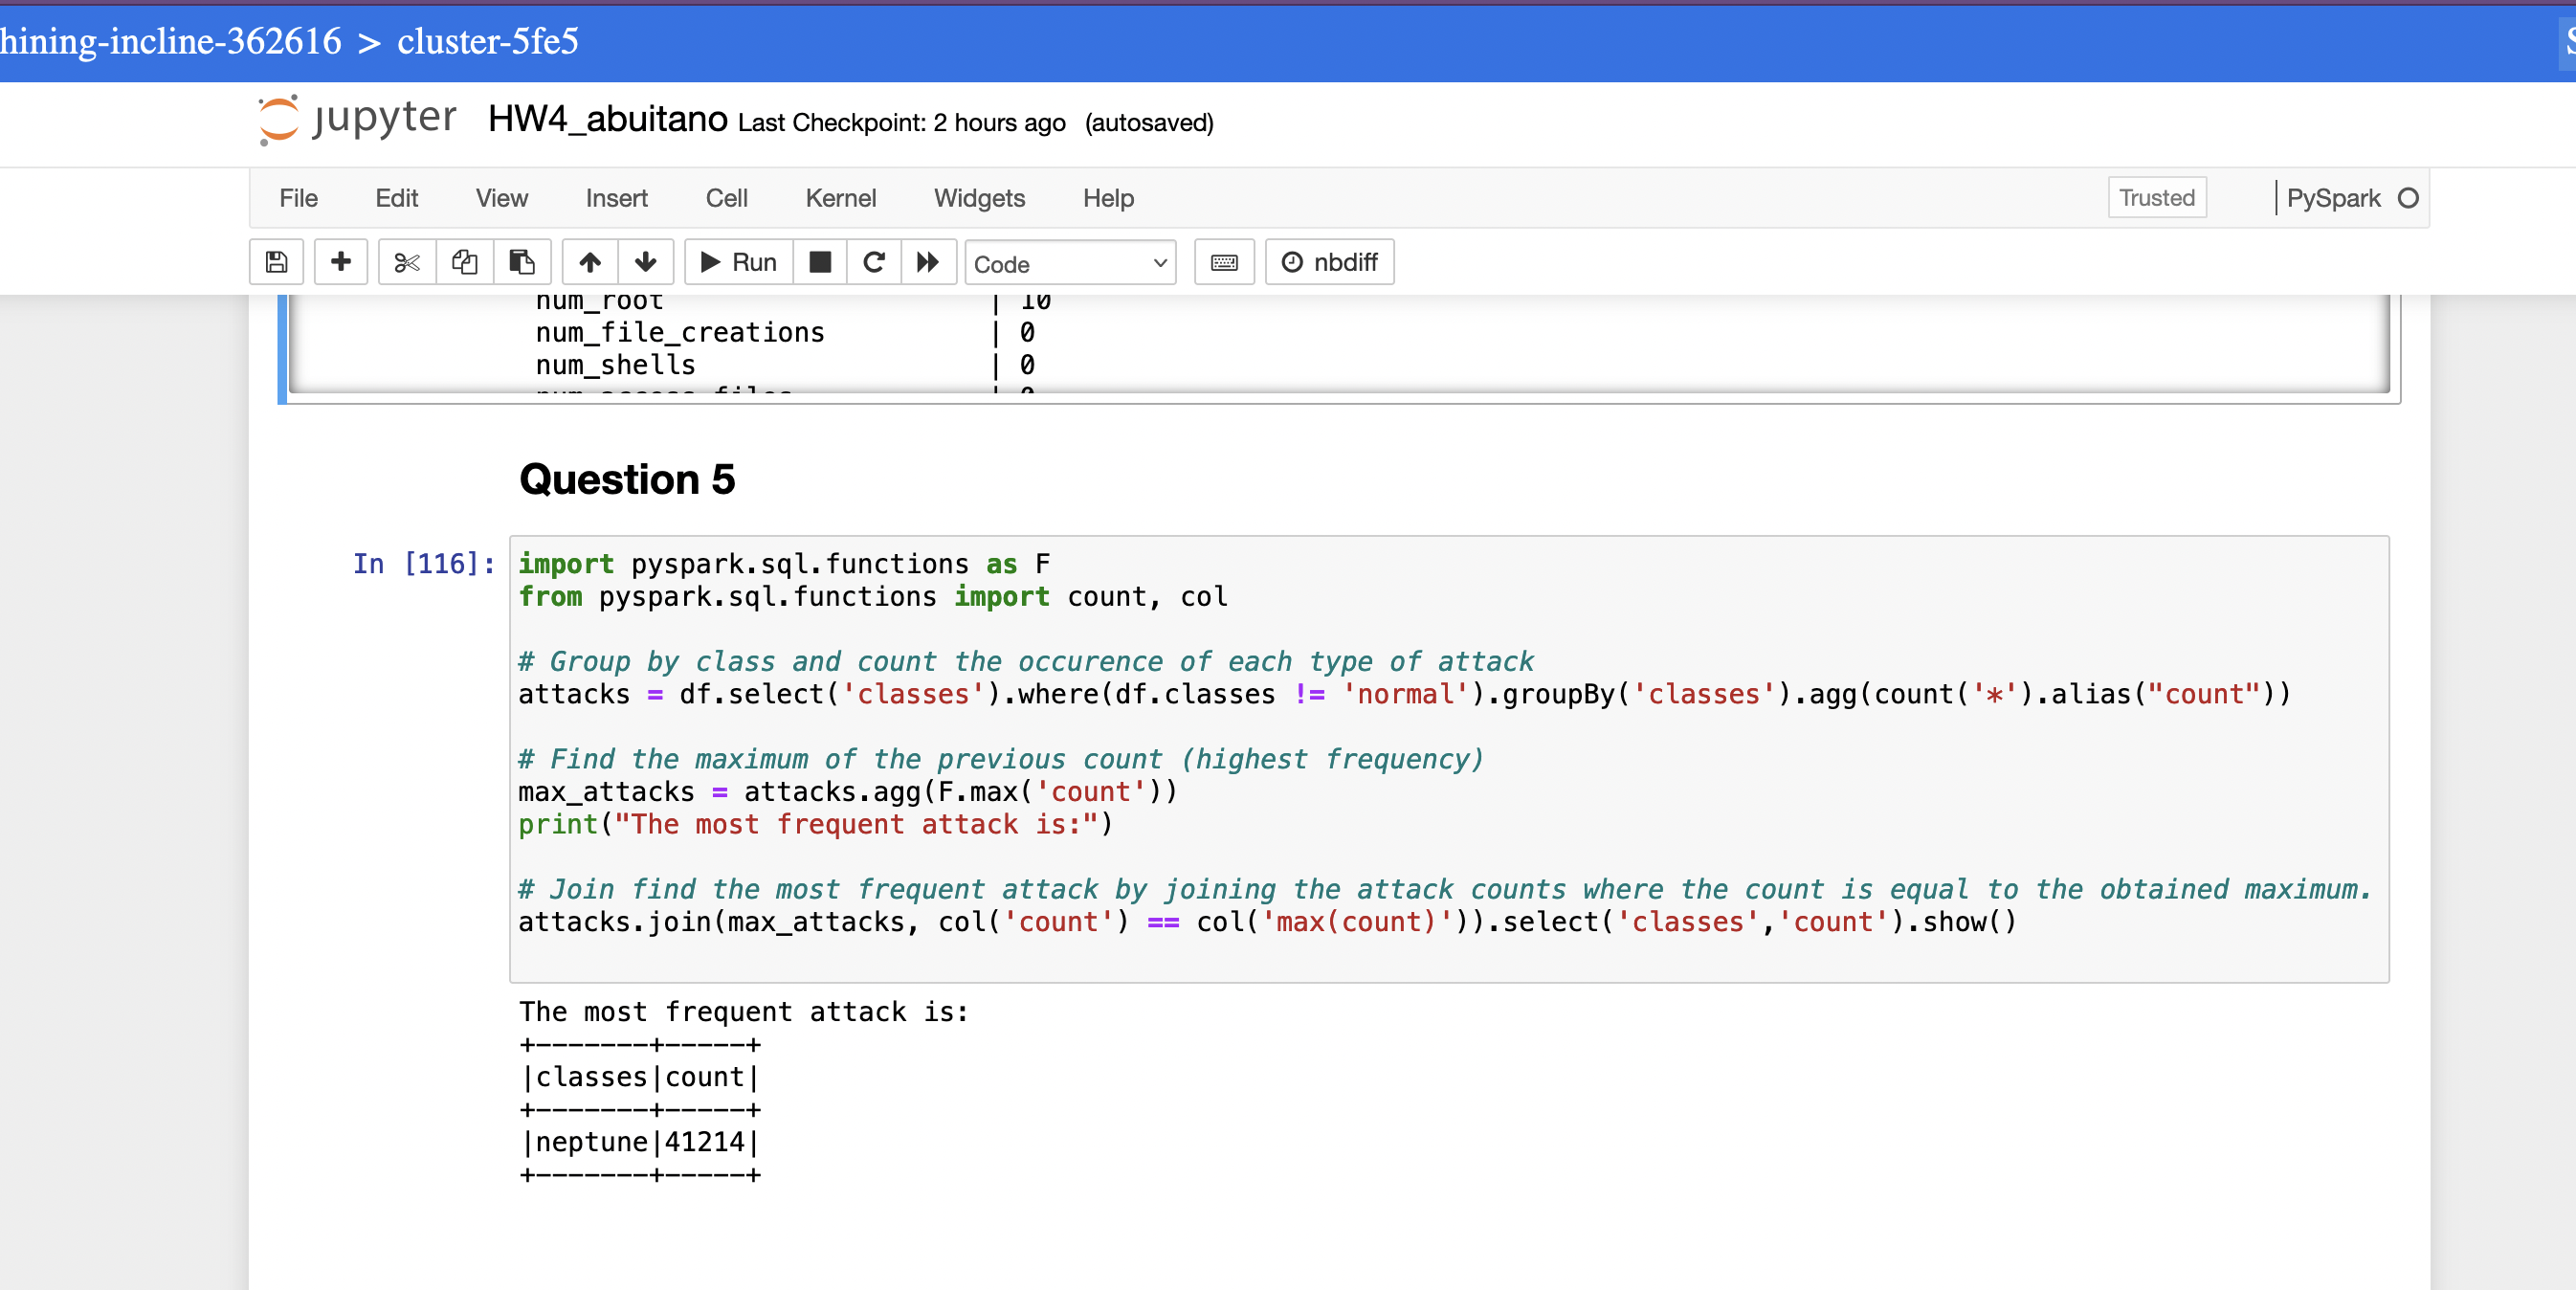 hining-incline-362616 > cluster-5fe5
jupyter HW4_abuitano Last Checkpoint: 2 hours ago (autosaved)
File Edit View Insert Cell Kernel Widgets Help Trusted PySpark
Run Code nbdiff
num_root | 10
num_file_creations | 0
num_shells | 0
Question 5
In [116]: import pyspark.sql.functions as F
from pyspark.sql.functions import count, col
# Group by class and count the occurence of each type of attack
attacks = df.select('classes').where(df.classes != 'normal').groupBy('classes').agg(count('*').alias("count"))
# Find the maximum of the previous count (highest frequency)
max_attacks = attacks.agg(F.max('count'))
print("The most frequent attack is:")
# Join find the most frequent attack by joining the attack counts where the count is equal to the obtained maximum.
attacks.join(max_attacks, col('count') == col('max(count)')).select('classes','count').show()
The most frequent attack is:
+-------+-----+
|classes|count|
+-------+-----+
|neptune|41214|
+-------+-----+